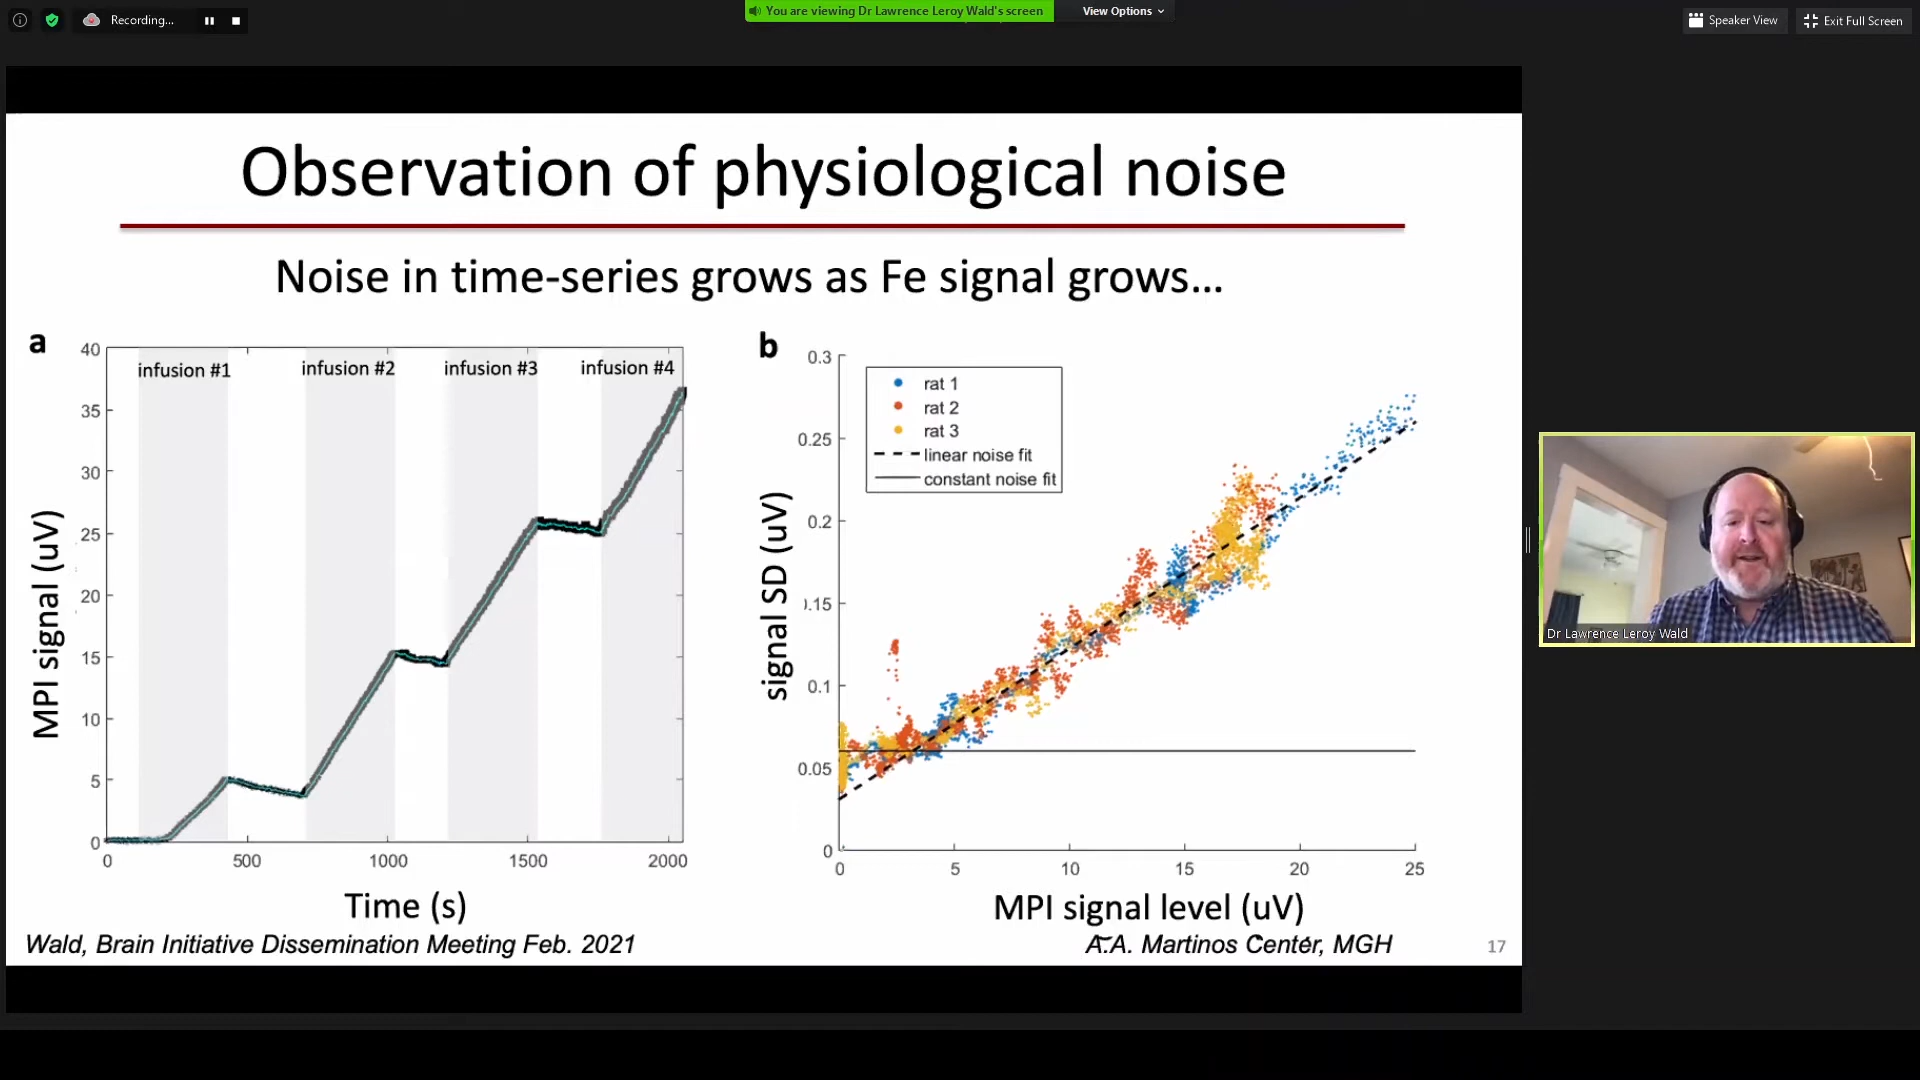 Recording...
You are viewing Dr Lawrence Leroy Wald's screen
View Options
Speaker View
Exit Full Screen
Observation of physiological noise
Noise in time-series grows as Fe signal grows...
a
infusion #1
infusion #2
infusion #3
infusion #4
40
35
30
25
20
15
10
5
0
0
500
1000
1500
2000
MPI signal (uV)
Time (s)
b
rat 1
rat 2
rat 3
linear noise fit
constant noise fit
0.3
0.25
0.2
.15
0.1
0.05
0
0
5
10
15
20
25
signal SD (uV)
MPI signal level (uV)
Wald, Brain Initiative Dissemination Meeting Feb. 2021
A.A. Martinos Center, MGH
17
Dr Lawrence Leroy Wald